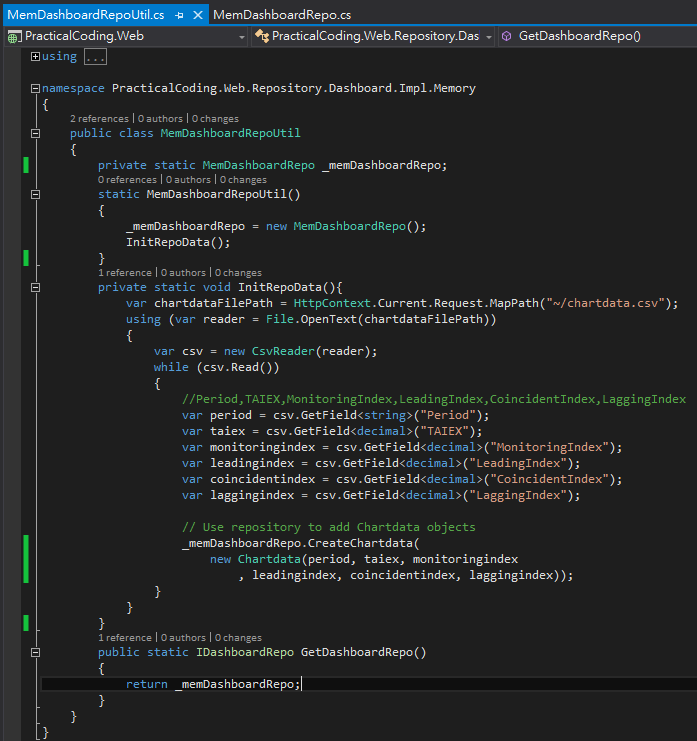 MemDashboardRepoUtil.cs MemDashboardRepo.cs
PracticalCoding.Web PracticalCoding.Web.Repository.Das GetDashboardRepo()
using ...
namespace PracticalCoding.Web.Repository.Dashboard.Impl.Memory
{
2 references | 0 authors | 0 changes
public class MemDashboardRepoUtil
{
private static MemDashboardRepo _memDashboardRepo;
0 references | 0 authors | 0 changes
static MemDashboardRepoUtil()
{
_memDashboardRepo = new MemDashboardRepo();
InitRepoData();
}
1 reference | 0 authors | 0 changes
private static void InitRepoData(){
var chartdataFilePath = HttpContext.Current.Request.MapPath("~/chartdata.csv");
using (var reader = File.OpenText(chartdataFilePath))
{
var csv = new CsvReader(reader);
while (csv.Read())
{
//Period,TAIEX,MonitoringIndex,LeadingIndex,CoincidentIndex,LaggingIndex
var period = csv.GetField<string>("Period");
var taiex = csv.GetField<decimal>("TAIEX");
var monitoringindex = csv.GetField<decimal>("MonitoringIndex");
var leadingindex = csv.GetField<decimal>("LeadingIndex");
var coincidentindex = csv.GetField<decimal>("CoincidentIndex");
var laggingindex = csv.GetField<decimal>("LaggingIndex");
// Use repository to add Chartdata objects
_memDashboardRepo.CreateChartdata(
new Chartdata(period, taiex, monitoringindex
, leadingindex, coincidentindex, laggingindex));
}
}
}
1 reference | 0 authors | 0 changes
public static IDashboardRepo GetDashboardRepo()
{
return _memDashboardRepo;
}
}
}